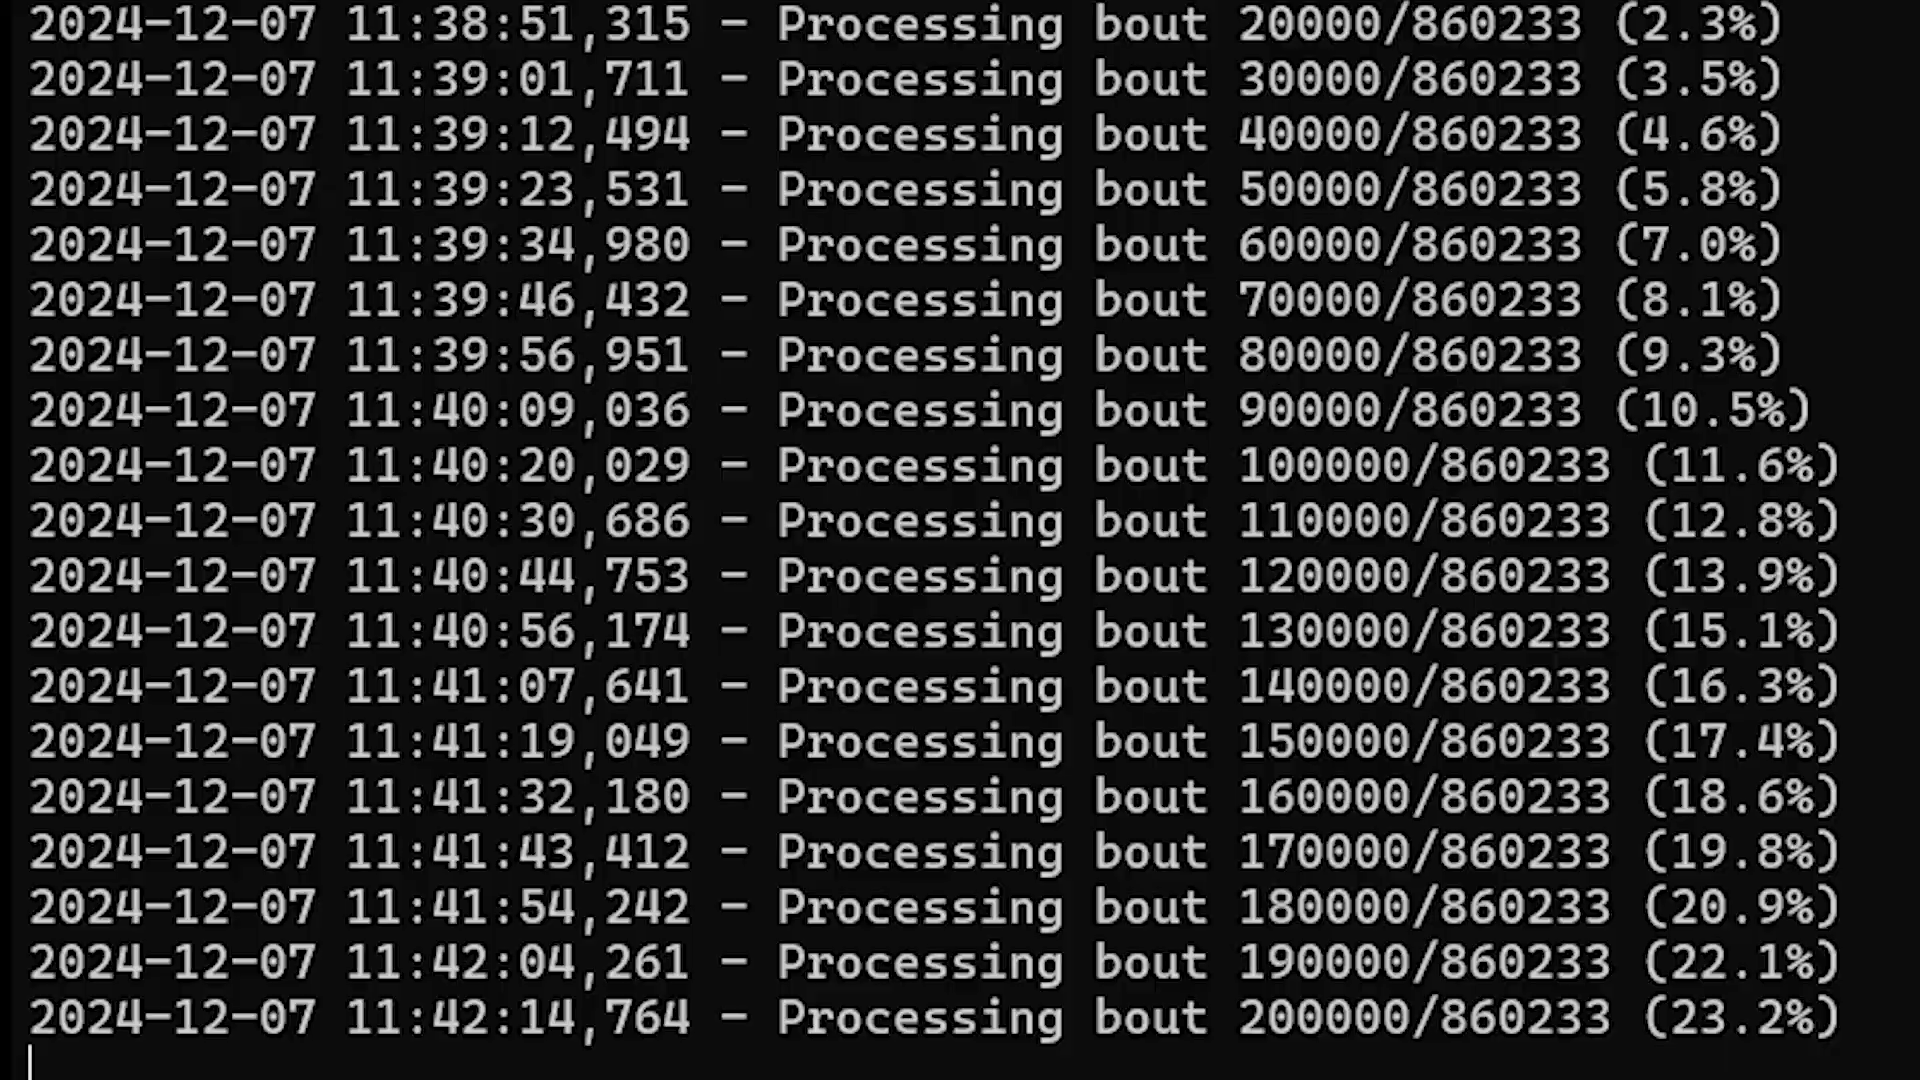 2024-12-07 11:38:51,315 - Processing bout 20000/860233 (2.3%)
2024-12-07 11:39:01,711 - Processing bout 30000/860233 (3.5%)
2024-12-07 11:39:12,494 - Processing bout 40000/860233 (4.6%)
2024-12-07 11:39:23,531 - Processing bout 50000/860233 (5.8%)
2024-12-07 11:39:34,980 - Processing bout 60000/860233 (7.0%)
2024-12-07 11:39:46,432 - Processing bout 70000/860233 (8.1%)
2024-12-07 11:39:56,951 - Processing bout 80000/860233 (9.3%)
2024-12-07 11:40:09,036 - Processing bout 90000/860233 (10.5%)
2024-12-07 11:40:20,029 - Processing bout 100000/860233 (11.6%)
2024-12-07 11:40:30,686 - Processing bout 110000/860233 (12.8%)
2024-12-07 11:40:44,753 - Processing bout 120000/860233 (13.9%)
2024-12-07 11:40:56,174 - Processing bout 130000/860233 (15.1%)
2024-12-07 11:41:07,641 - Processing bout 140000/860233 (16.3%)
2024-12-07 11:41:19,049 - Processing bout 150000/860233 (17.4%)
2024-12-07 11:41:32,180 - Processing bout 160000/860233 (18.6%)
2024-12-07 11:41:43,412 - Processing bout 170000/860233 (19.8%)
2024-12-07 11:41:54,242 - Processing bout 180000/860233 (20.9%)
2024-12-07 11:42:04,261 - Processing bout 190000/860233 (22.1%)
2024-12-07 11:42:14,764 - Processing bout 200000/860233 (23.2%)